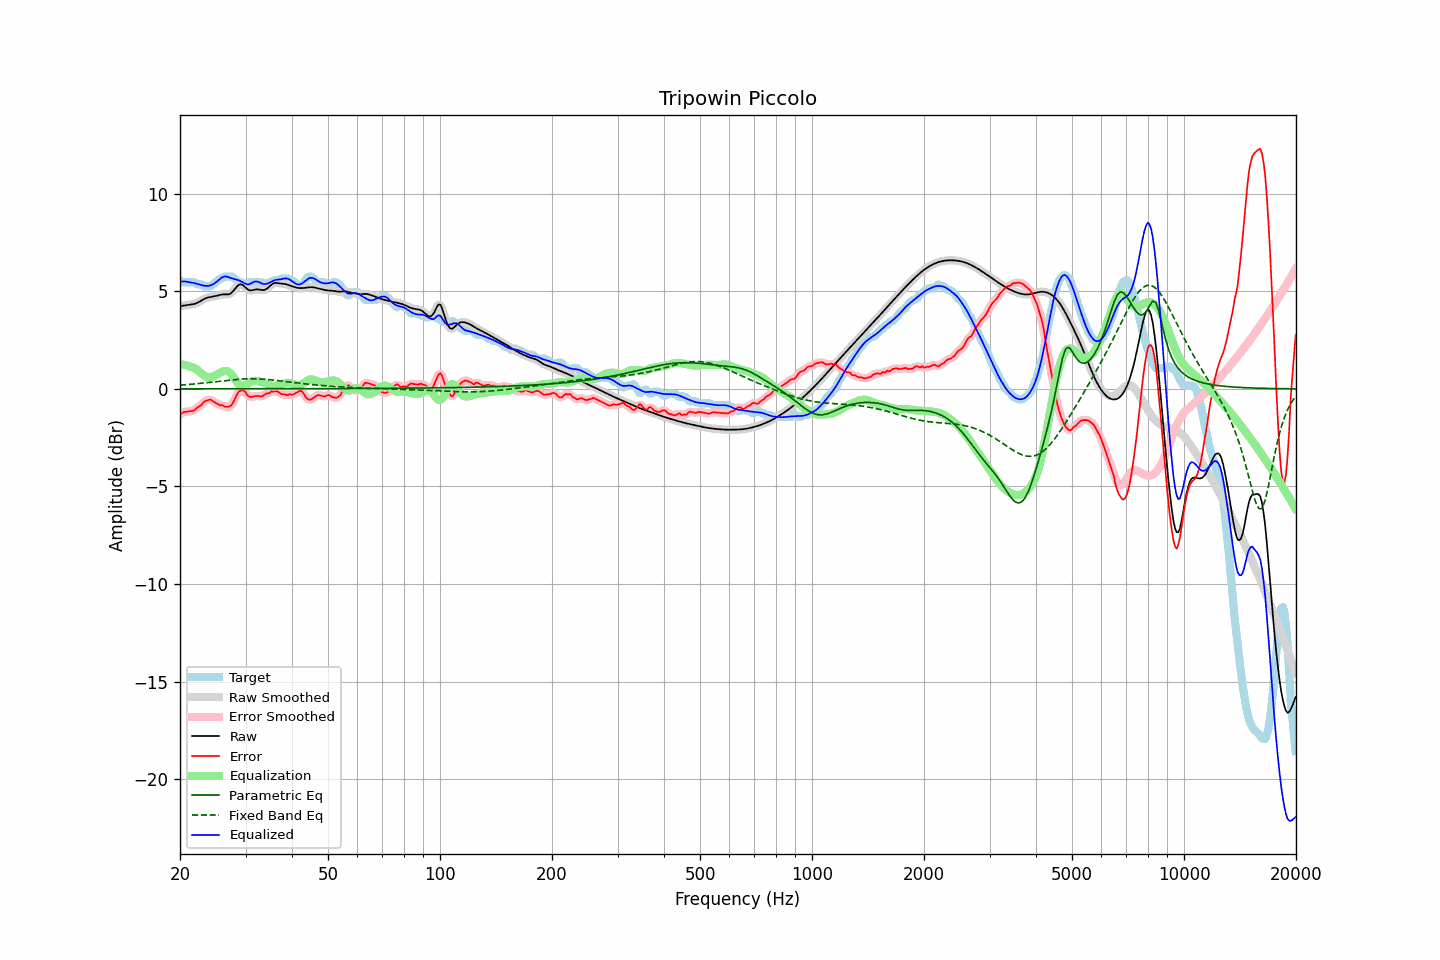 Tripowin Piccolo
Amplitude (dBr)
10
5
0
−5
−10
−15
−20
Target
Raw Smoothed
Error Smoothed
Raw
Error
Equalization
Parametric Eq
Fixed Band Eq
Equalized
20 50 100 200 500 1000 2000 5000 10000 20000
Frequency (Hz)